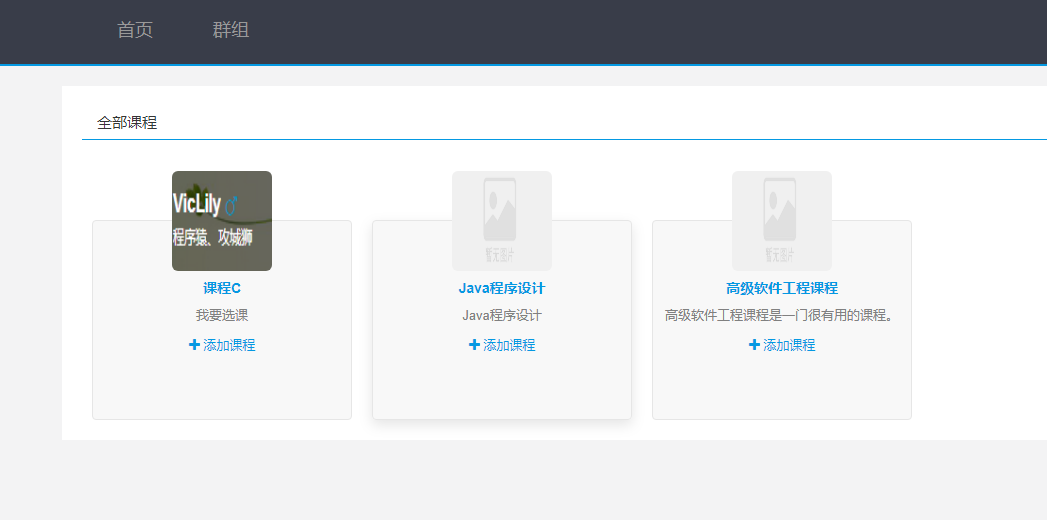 首页 群组
全部课程
VicLily ♂
程序猿、攻城狮
暂无图片
暂无图片
课程C
Java程序设计
高级软件工程课程
我要选课
Java程序设计
高级软件工程课程是一门很有用的课程。
添加课程
添加课程
添加课程